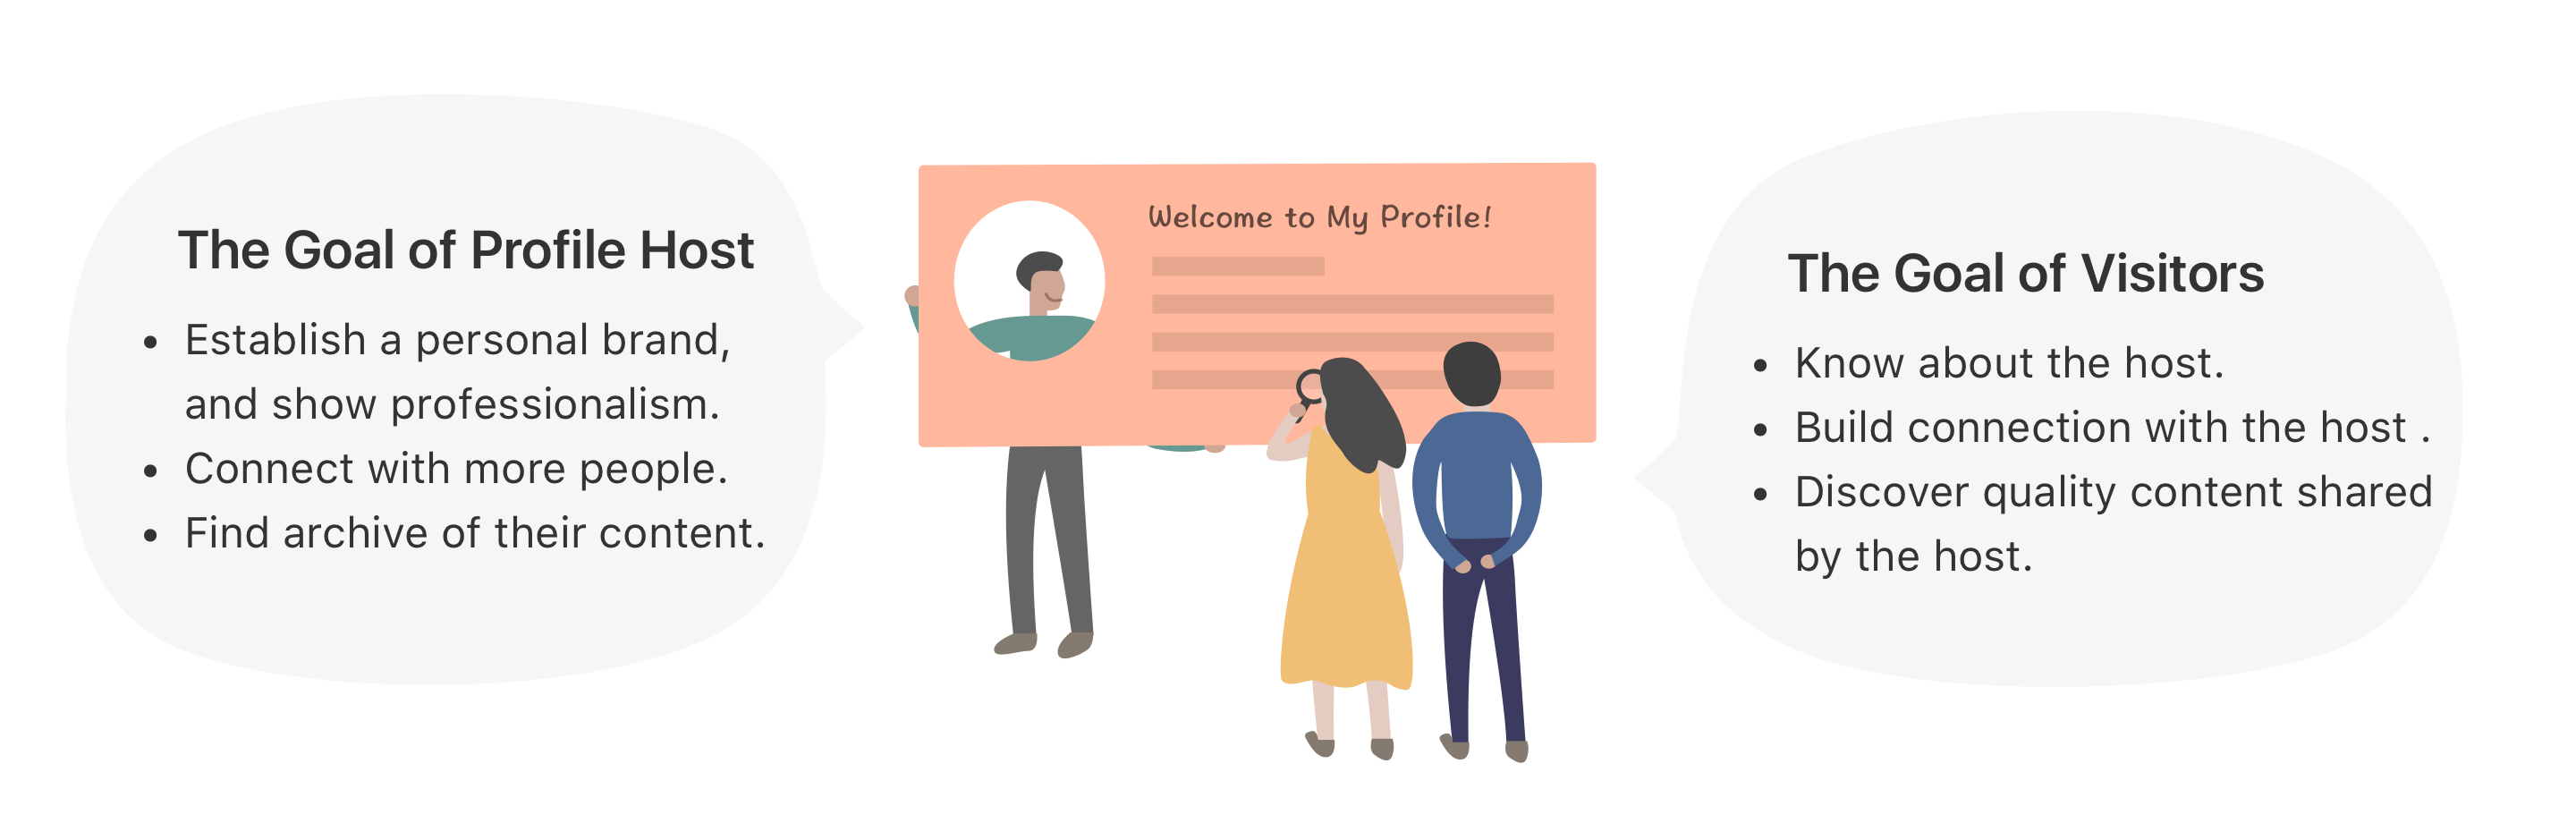 The Goal of Profile Host
• Establish a personal brand,
and show professionalism.
• Connect with more people.
• Find archive of their content.
Welcome to My Profile!
The Goal of Visitors
• Know about the host.
• Build connection with the host .
• Discover quality content shared
by the host.